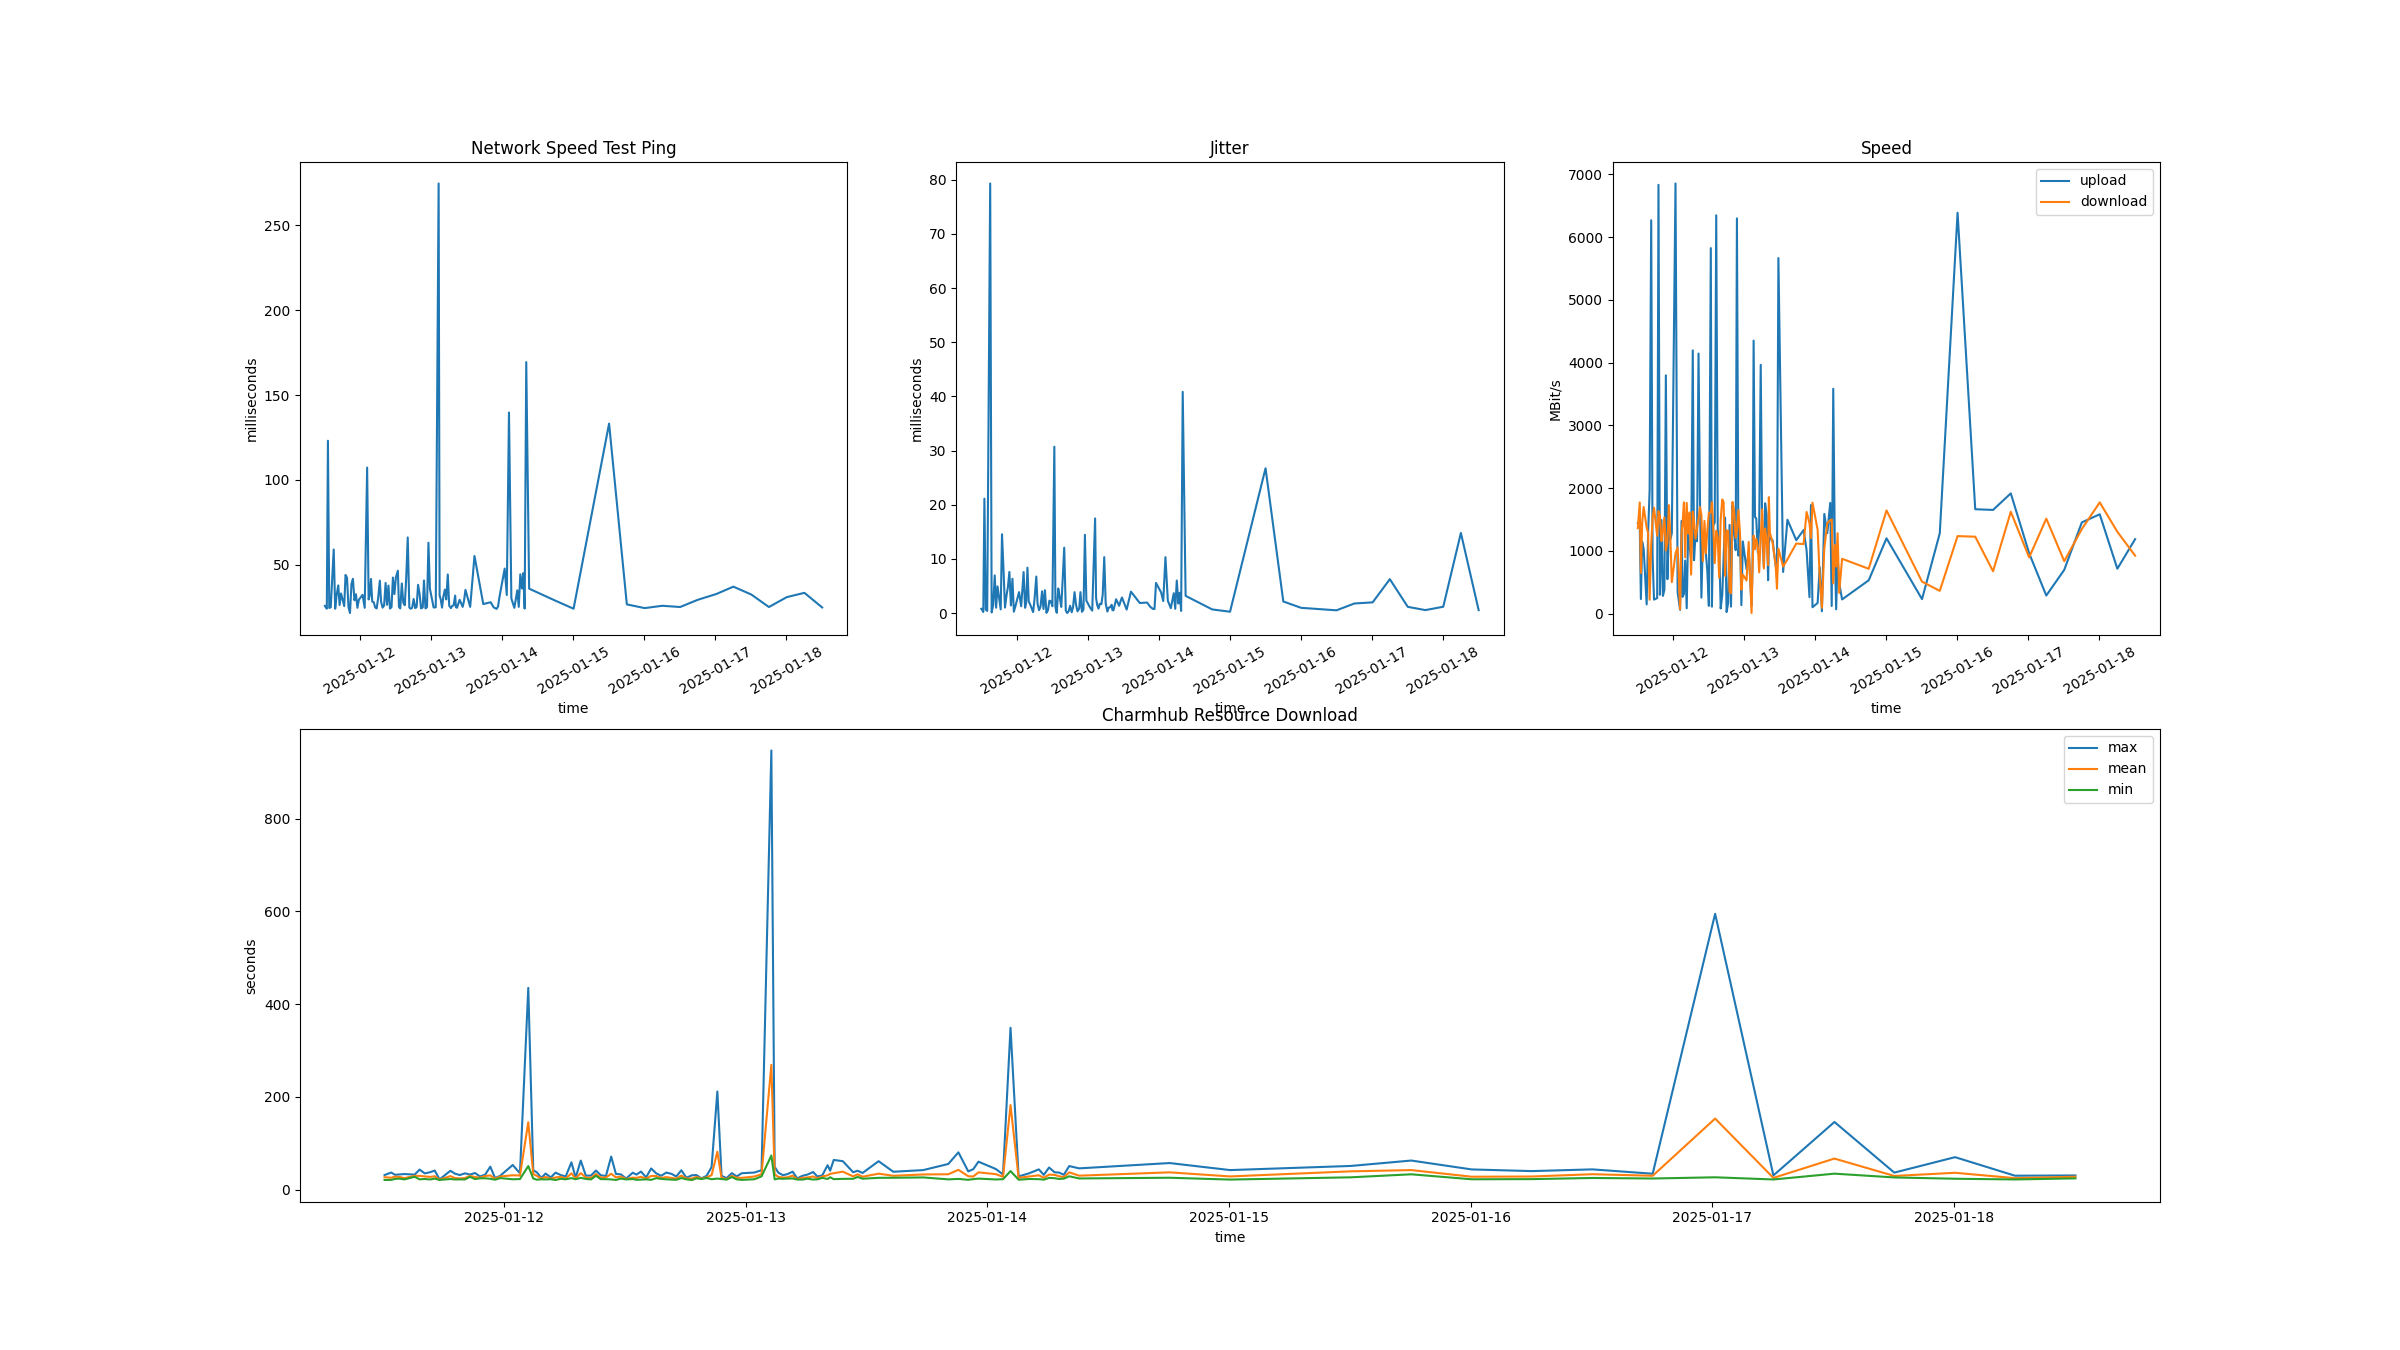 Network Speed Test Ping
milliseconds
250
200
150
100
50
2025-01-12 2025-01-13 2025-01-14 2025-01-15 2025-01-16 2025-01-17 2025-01-18
time
Jitter
milliseconds
80
70
60
50
40
30
20
10
0
2025-01-12 2025-01-13 2025-01-14 2025-01-15 2025-01-16 2025-01-17 2025-01-18
time
Speed
MBit/s
7000
6000
5000
4000
3000
2000
1000
0
upload
download
2025-01-12 2025-01-13 2025-01-14 2025-01-15 2025-01-16 2025-01-17 2025-01-18
time
Charmhub Resource Download
seconds
800
600
400
200
0
max
mean
min
2025-01-12 2025-01-13 2025-01-14 2025-01-15 2025-01-16 2025-01-17 2025-01-18
time